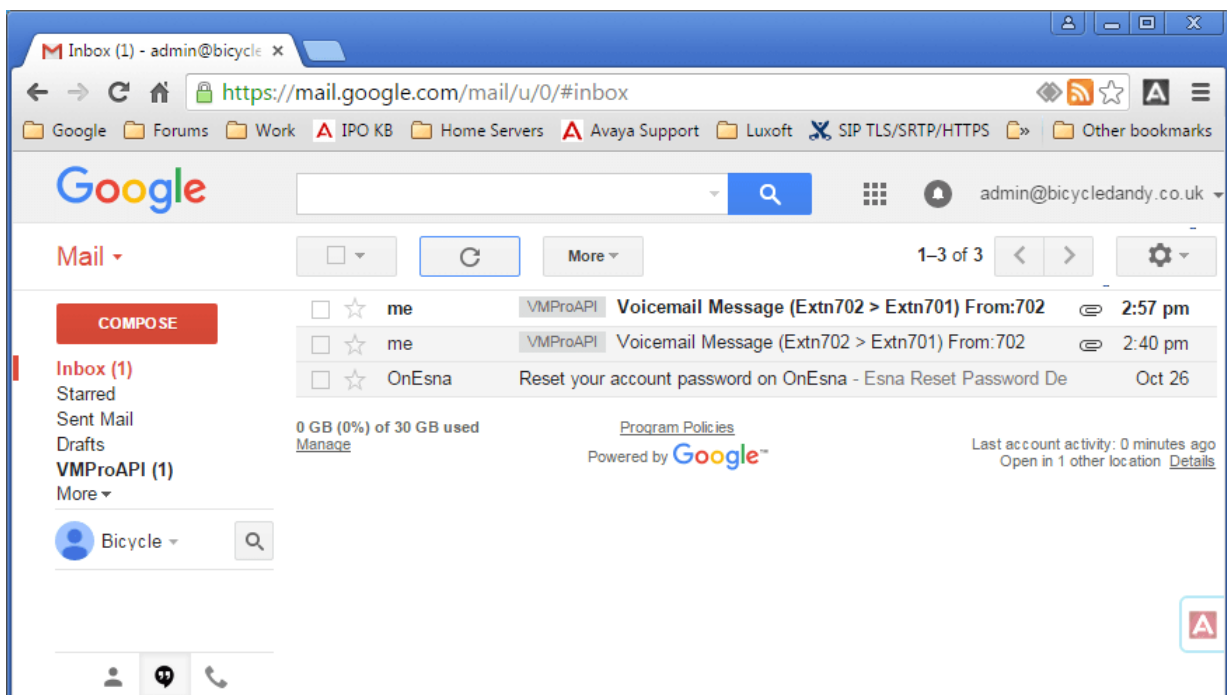 Inbox (1) - admin@bicycle
https://mail.google.com/mail/u/0/#inbox
Google Forums Work IPO KB Home Servers Avaya Support Luxoft SIP TLS/SRTP/HTTPS » Other bookmarks
Google
admin@bicycledandy.co.uk
Mail
More
1–3 of 3
COMPOSE
Inbox (1)
Starred
Sent Mail
Drafts
VMProAPI (1)
More
Bicycle
me VMProAPI Voicemail Message (Extn702 > Extn701) From:702 2:57 pm
me VMProAPI Voicemail Message (Extn702 > Extn701) From:702 2:40 pm
OnEsna Reset your account password on OnEsna - Esna Reset Password De Oct 26
0 GB (0%) of 30 GB used
Manage
Program Policies
Powered by Google™
Last account activity: 0 minutes ago
Open in 1 other location Details